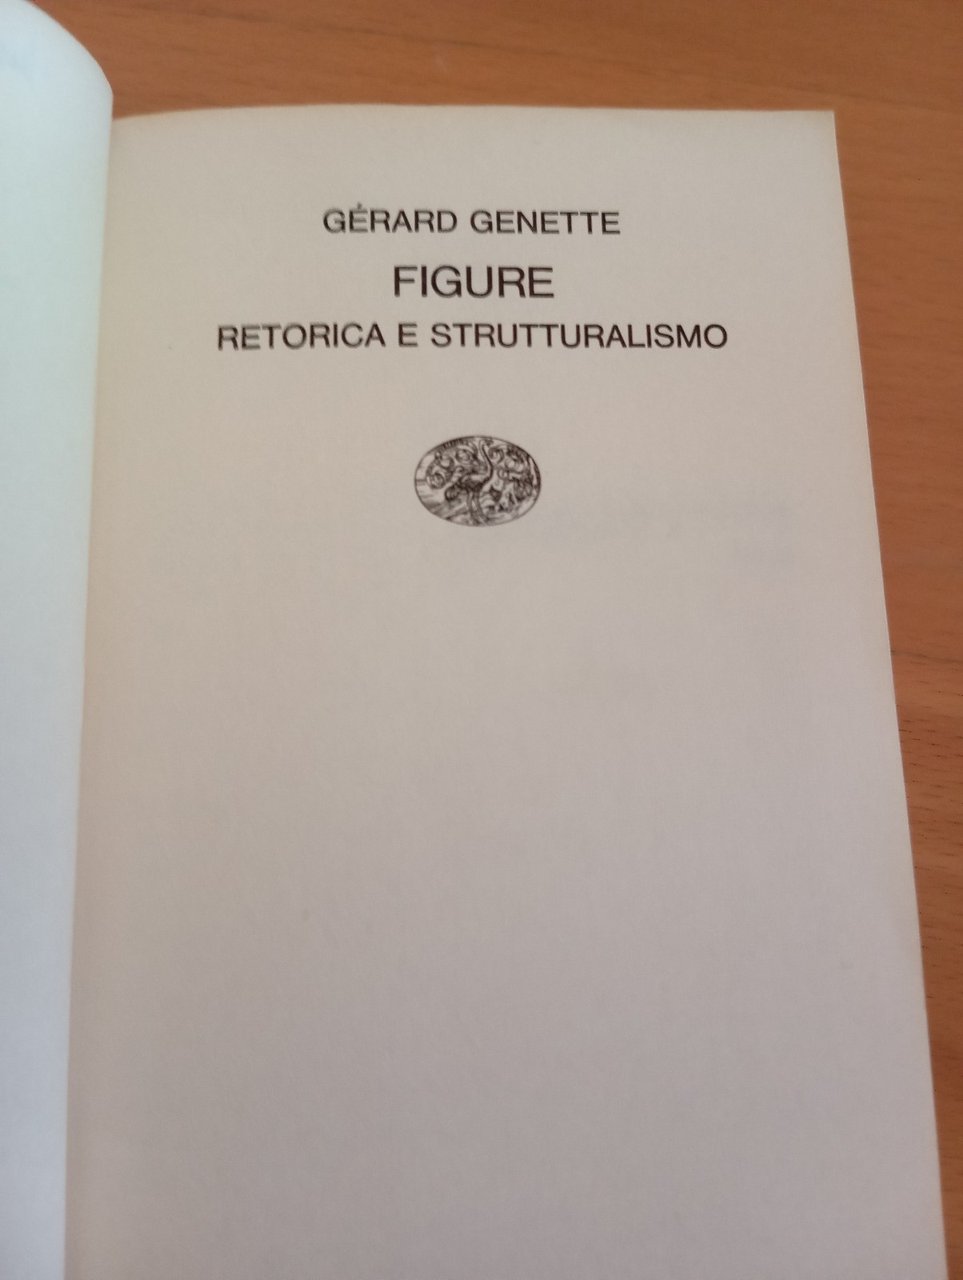 GÉRARD GENETTE
FIGURE
RETORICA E STRUTTURALISMO